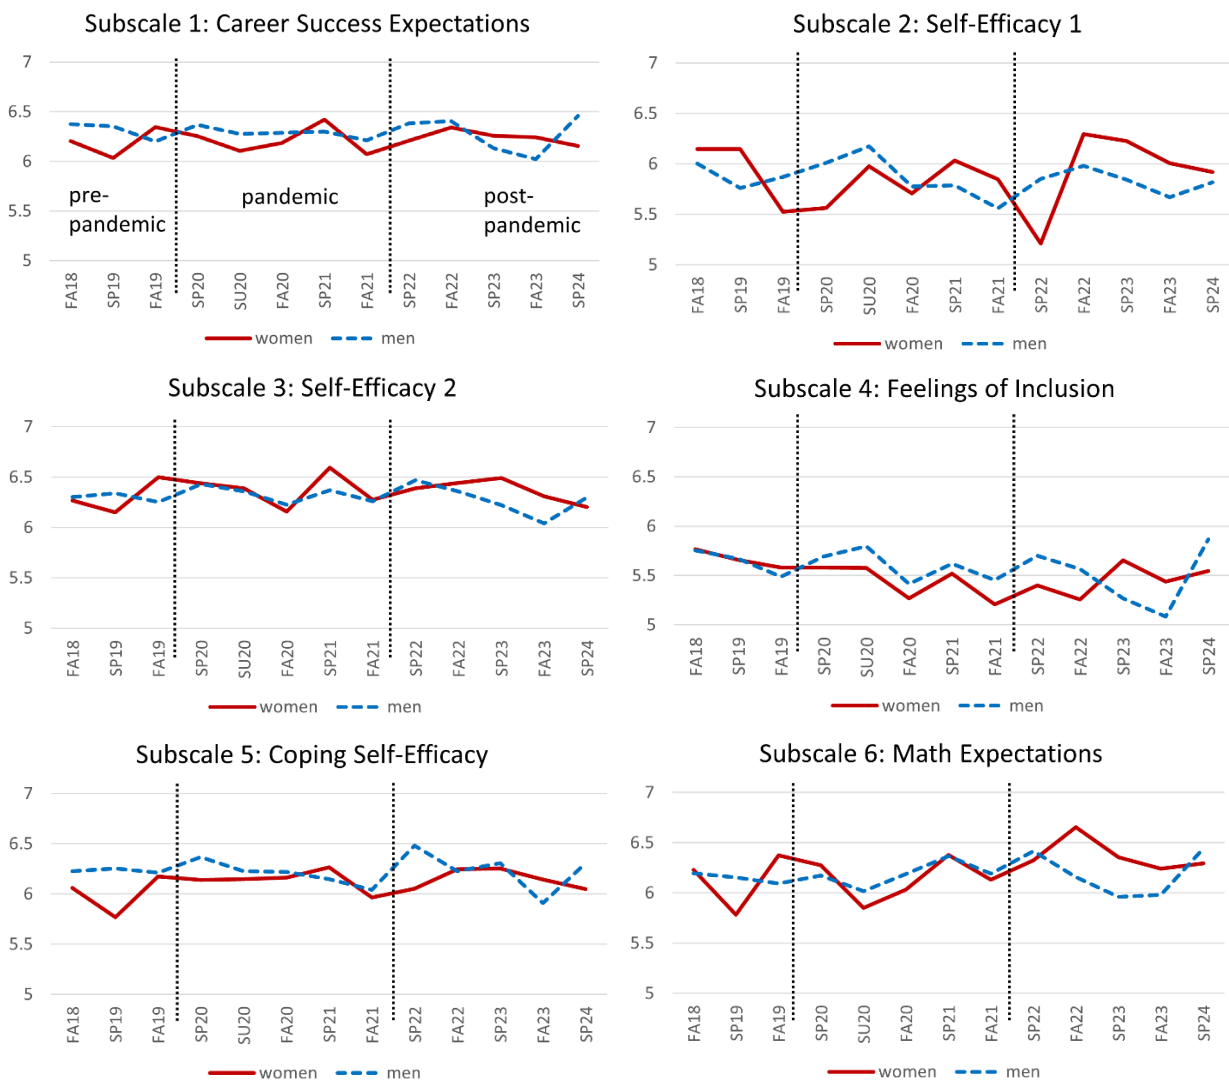 Subscale 1: Career Success Expectations
7
6.5
6
5.5
5
pre-
pandemic
pandemic
post-
pandemic
FA18
SP19
FA19
SP20
SU20
FA20
SP21
FA21
SP22
FA22
SP23
FA23
SP24
women
men
Subscale 2: Self-Efficacy 1
7
6.5
6
5.5
5
FA18
SP19
FA19
SP20
SU20
FA20
SP21
FA21
SP22
FA22
SP23
FA23
SP24
women
men
Subscale 3: Self-Efficacy 2
7
6.5
6
5.5
5
FA18
SP19
FA19
SP20
SU20
FA20
SP21
FA21
SP22
FA22
SP23
FA23
SP24
women
men
Subscale 4: Feelings of Inclusion
7
6.5
6
5.5
5
FA18
SP19
FA19
SP20
SU20
FA20
SP21
FA21
SP22
FA22
SP23
FA23
SP24
women
men
Subscale 5: Coping Self-Efficacy
7
6.5
6
5.5
5
FA18
SP19
FA19
SP20
SU20
FA20
SP21
FA21
SP22
FA22
SP23
FA23
SP24
women
men
Subscale 6: Math Expectations
7
6.5
6
5.5
5
FA18
SP19
FA19
SP20
SU20
FA20
SP21
FA21
SP22
FA22
SP23
FA23
SP24
women
men